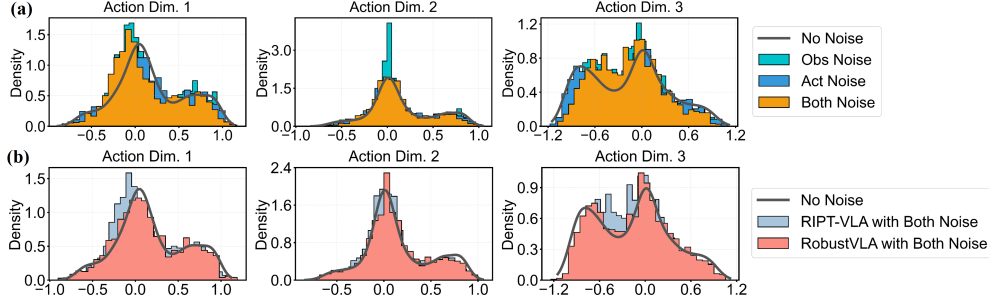 (a)
Action Dim. 1
Action Dim. 2
Action Dim. 3
Density
1.5
1.0
0.5
0.0
−0.5 0.0 0.5 1.0
Density
3.0
1.5
0.0
−1.0 −0.5 0.0 0.5 1.0
Density
1.2
0.8
0.4
0.0
−1.2 −0.6 0.0 0.6 1.2
No Noise
Obs Noise
Act Noise
Both Noise
(b)
Action Dim. 1
Action Dim. 2
Action Dim. 3
Density
1.5
1.0
0.5
0.0
−1.0 −0.5 0.0 0.5 1.0
Density
2.4
1.6
0.8
0.0
−0.5 0.0 0.5 1.0
Density
0.9
0.6
0.3
0.0
−1.2 −0.6 0.0 0.6 1.2
No Noise
RIPT-VLA with Both Noise
RobustVLA with Both Noise